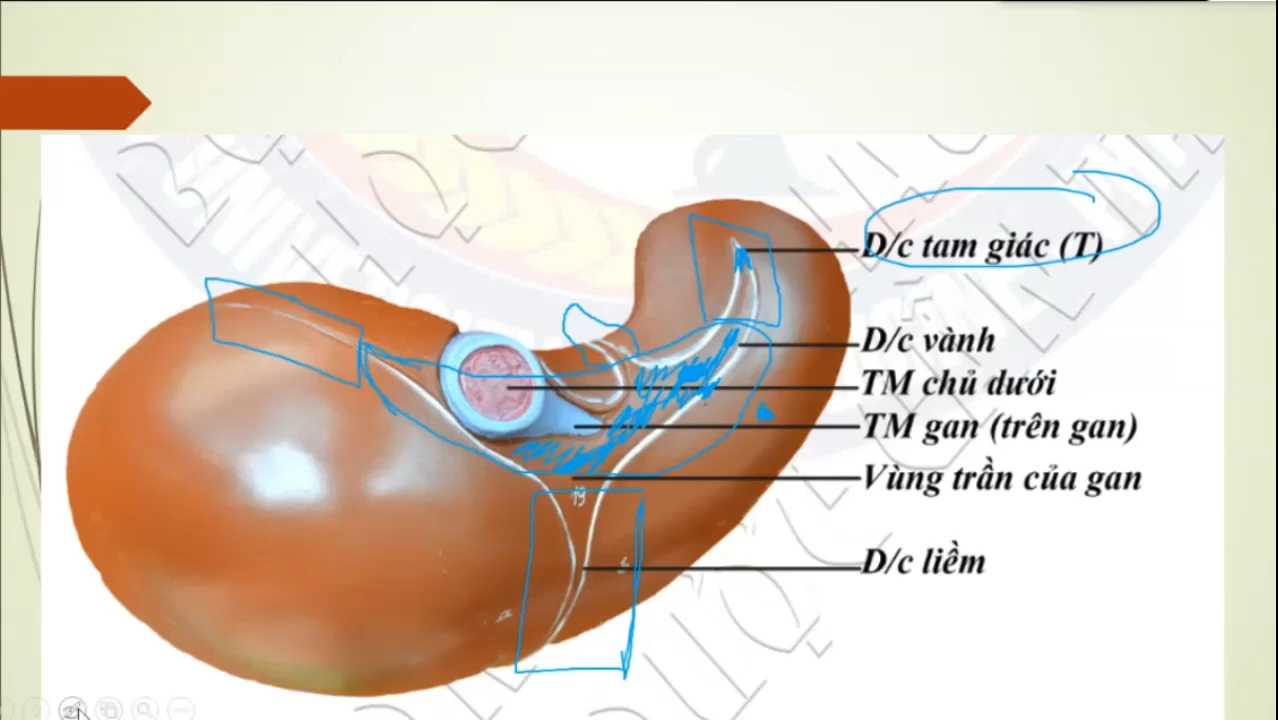 D/c tam giác (T)
D/c vành
TM chủ dưới
TM gan (trên gan)
Vùng trần của gan
D/c liềm